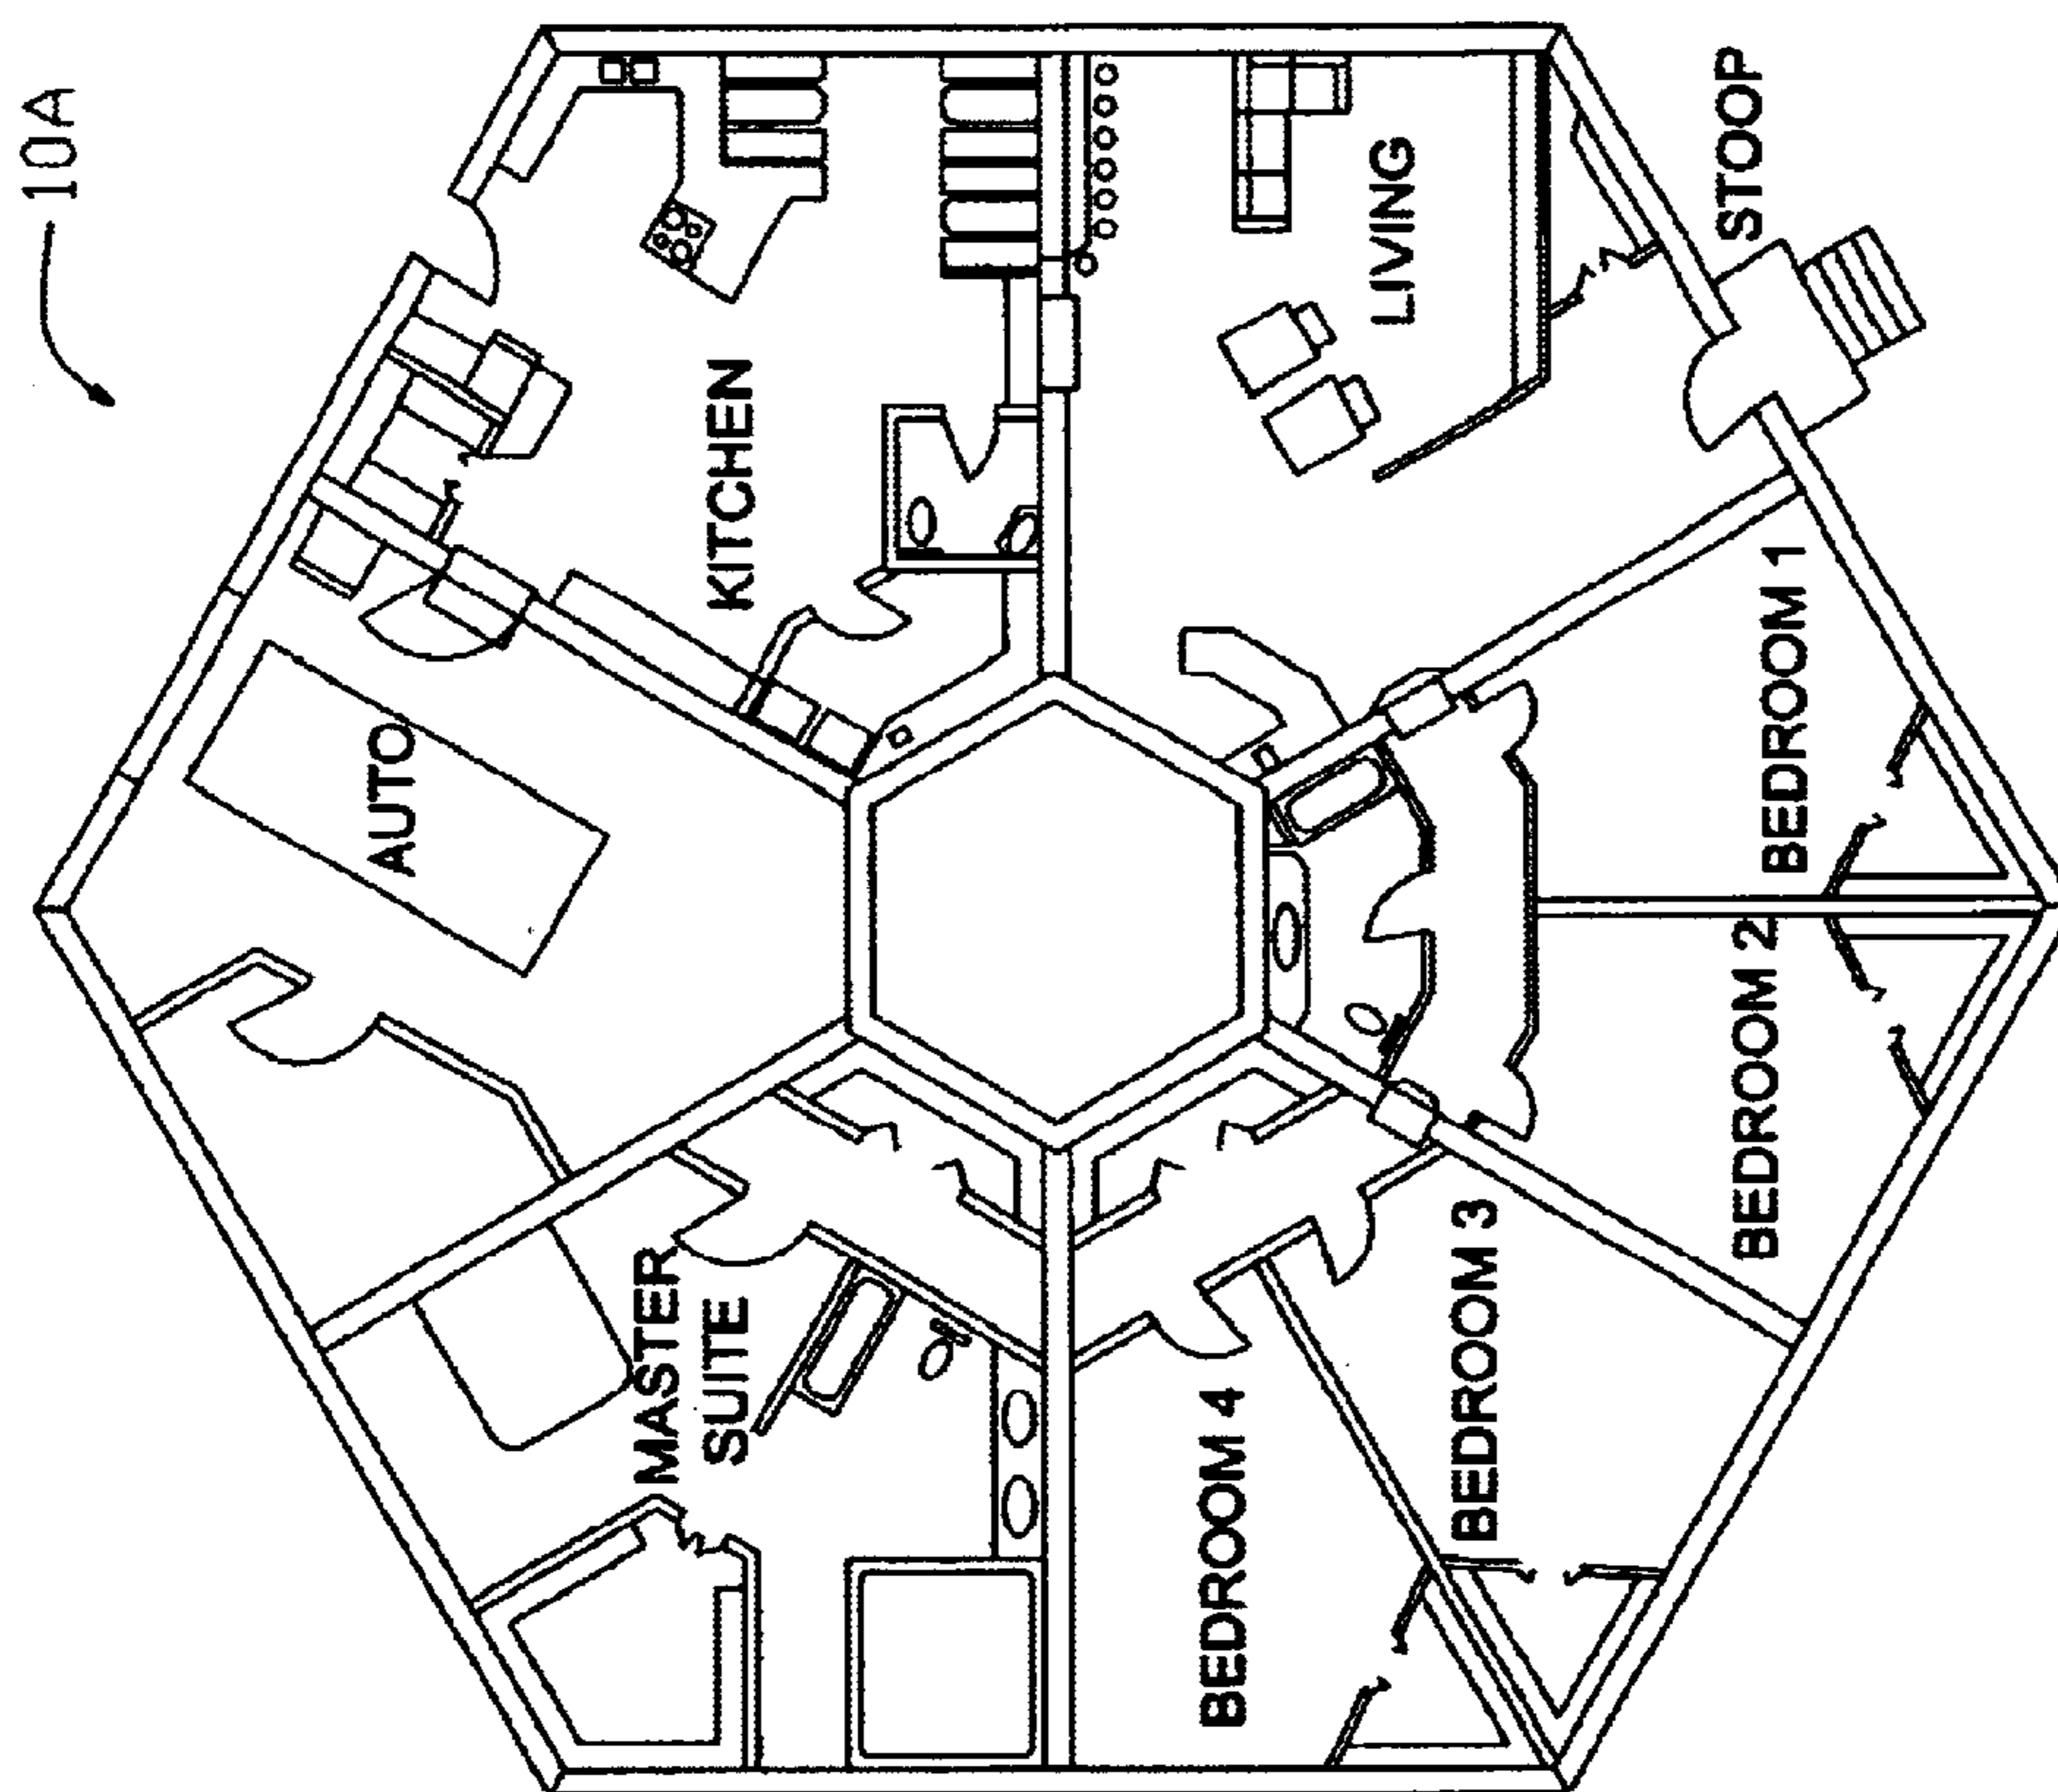 10A
AUTO
KITCHEN
LIVING
STOOP
MASTER
SUITE
BEDROOM 4
BEDROOM 3
BEDROOM 2
BEDROOM 1